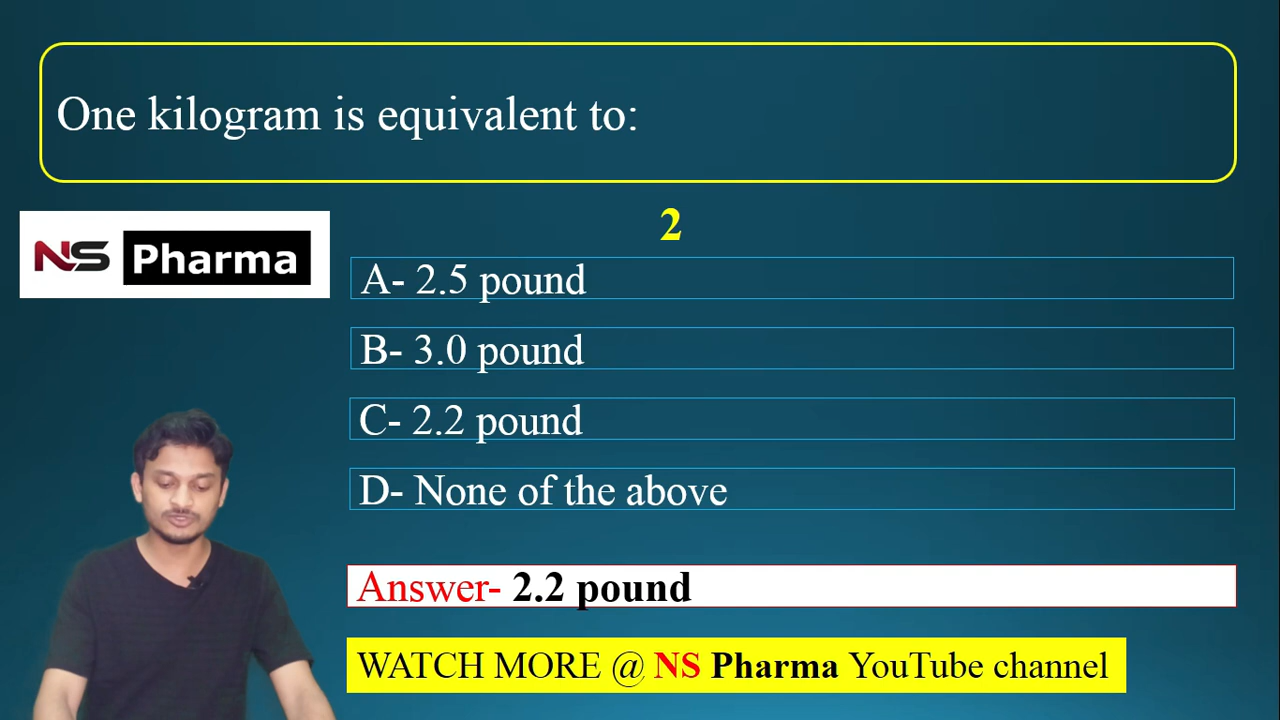 One kilogram is equivalent to:
2
NS Pharma
A- 2.5 pound
B- 3.0 pound
C- 2.2 pound
D- None of the above
Answer- 2.2 pound
WATCH MORE @ NS Pharma YouTube channel